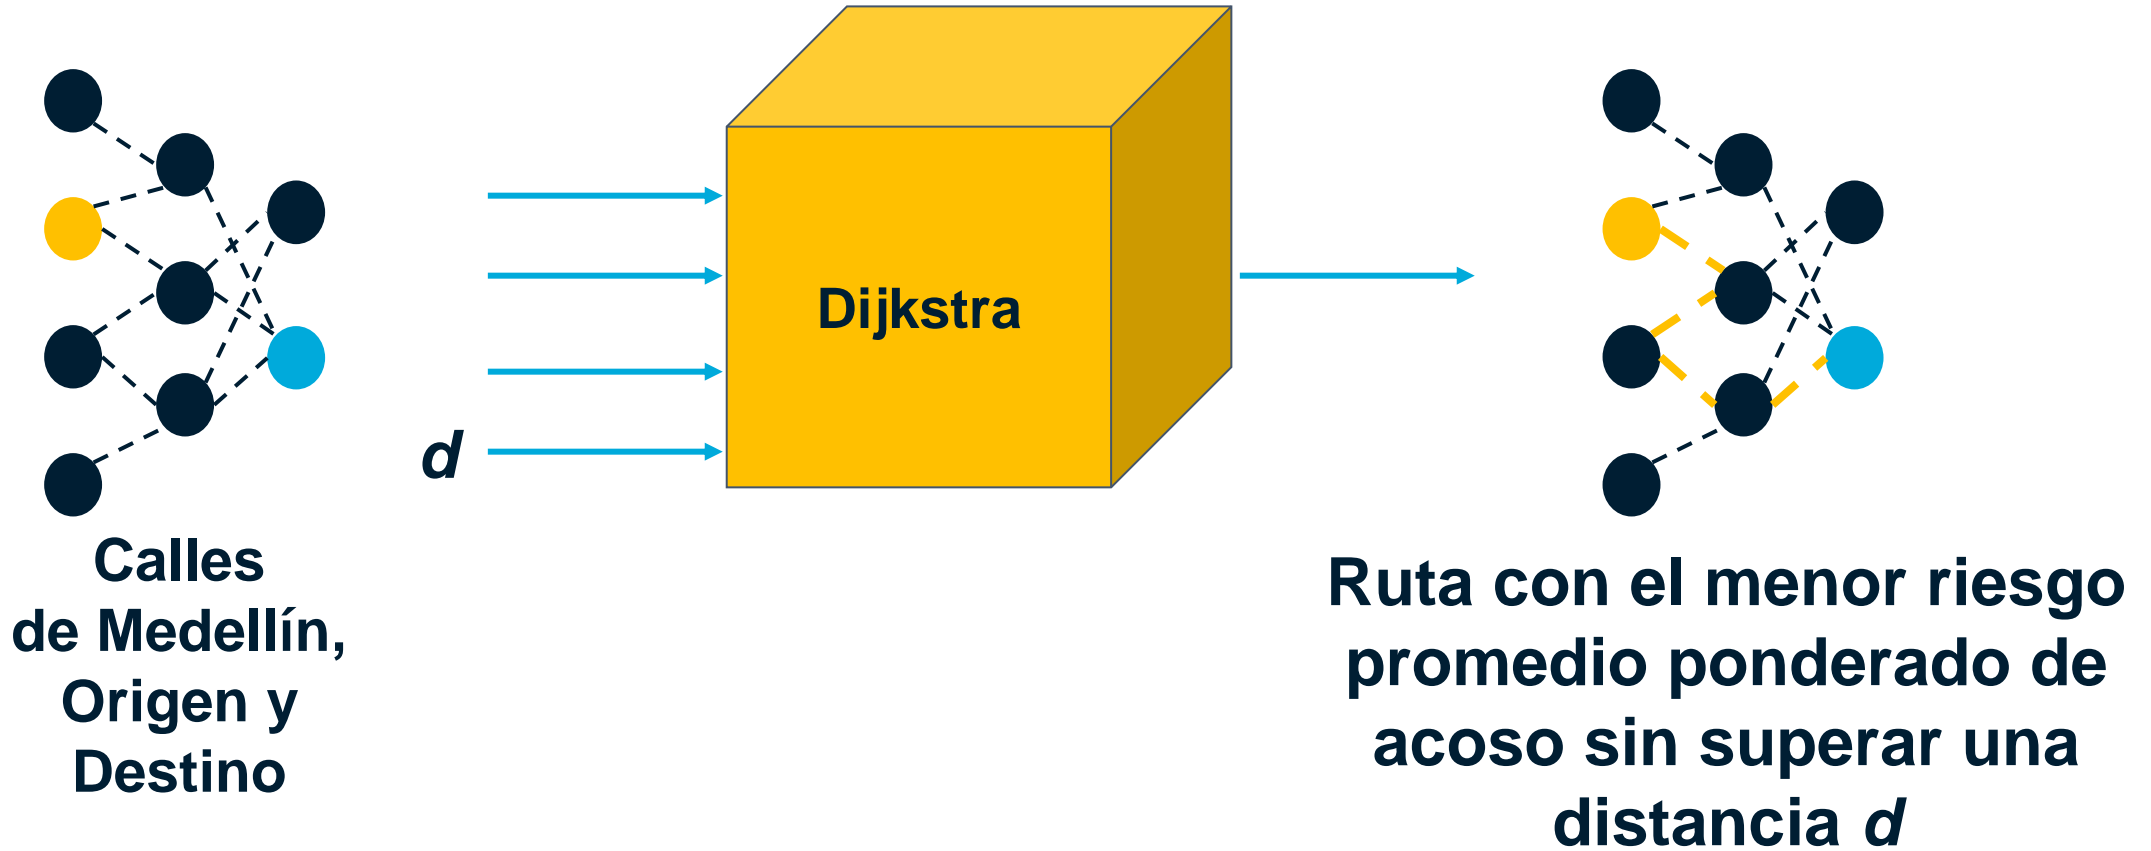 Calles
de Medellín,
Origen y
Destino
d
Dijkstra
Ruta con el menor riesgo
promedio ponderado de
acoso sin superar una
distancia d